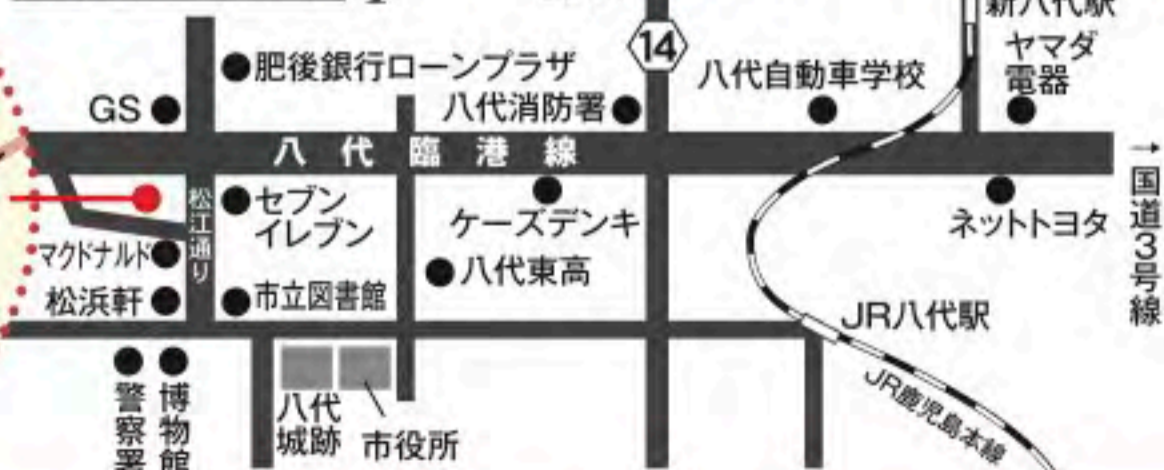 新八代駅
14
肥後銀行ローンプラザ
ヤマダ
電器
八代自動車学校
GS
八代消防署
八代臨港線
→国道3号線
松江通り
セブン
イレブン
ケーズデンキ
ネットトヨタ
マクドナルド
八代東高
松浜軒
市立図書館
JR八代駅
警察署
博物館
八代
城跡
市役所
JR鹿児島本線